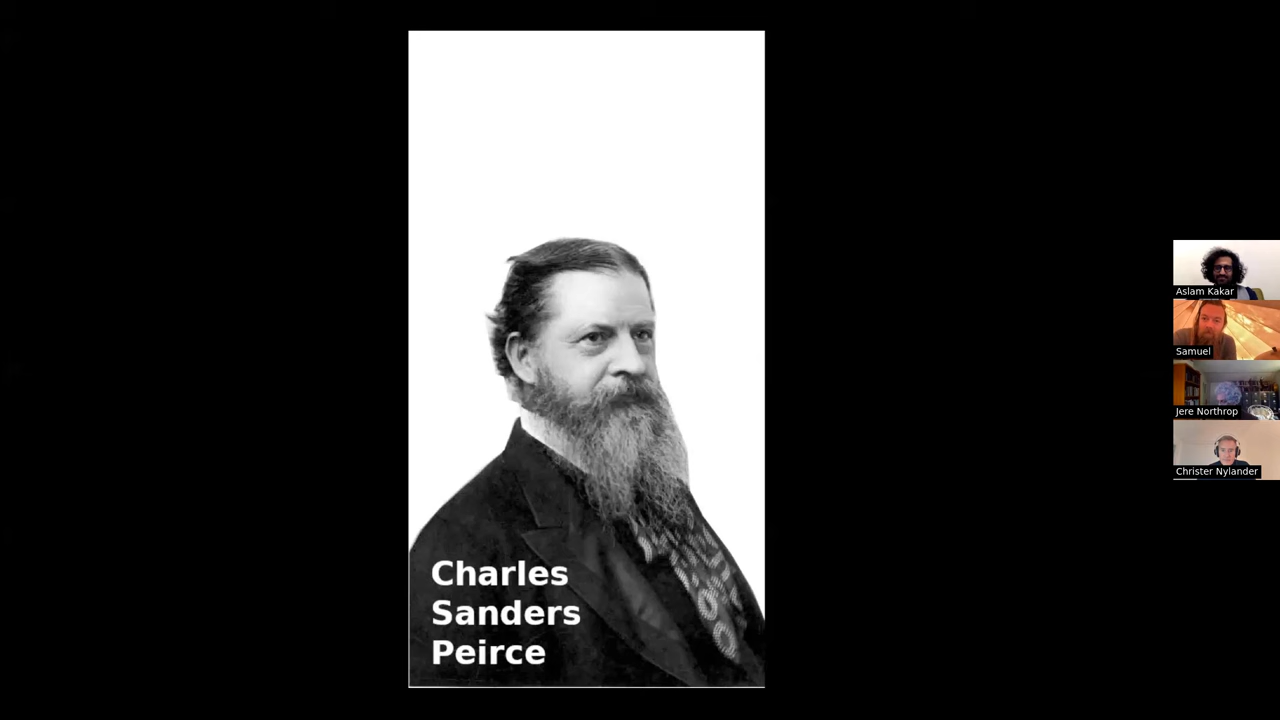 Charles
Sanders
Peirce
Aslam Kakar
Samuel
Jere Northrop
Christer Nylander